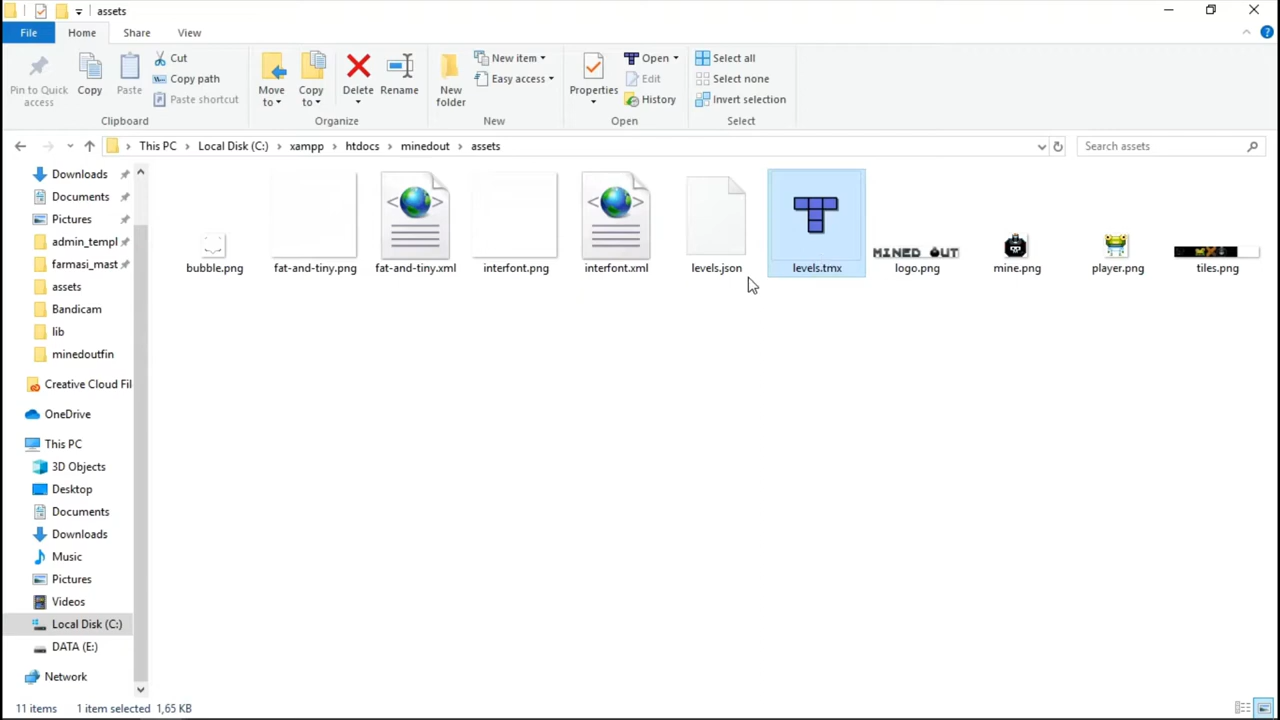 assets
File
Home
Share
View
Pin to Quick access
Copy
Paste
Cut
Copy path
Paste shortcut
Clipboard
Move to
Copy to
Delete
Rename
Organize
New folder
New item
Easy access
New
Properties
Open
Edit
History
Open
Select all
Select none
Invert selection
Select
This PC
Local Disk (C:)
xampp
htdocs
minedout
assets
Search assets
Downloads
Documents
Pictures
admin_templ
farmasi_mast
assets
Bandicam
lib
minedoutfin
Creative Cloud Fil
OneDrive
This PC
3D Objects
Desktop
Documents
Downloads
Music
Pictures
Videos
Local Disk (C:)
DATA (E:)
Network
MINED OUT
bubble.png
fat-and-tiny.png
fat-and-tiny.xml
interfont.png
interfont.xml
levels.json
levels.tmx
logo.png
mine.png
player.png
tiles.png
11 items
1 item selected 1,65 KB